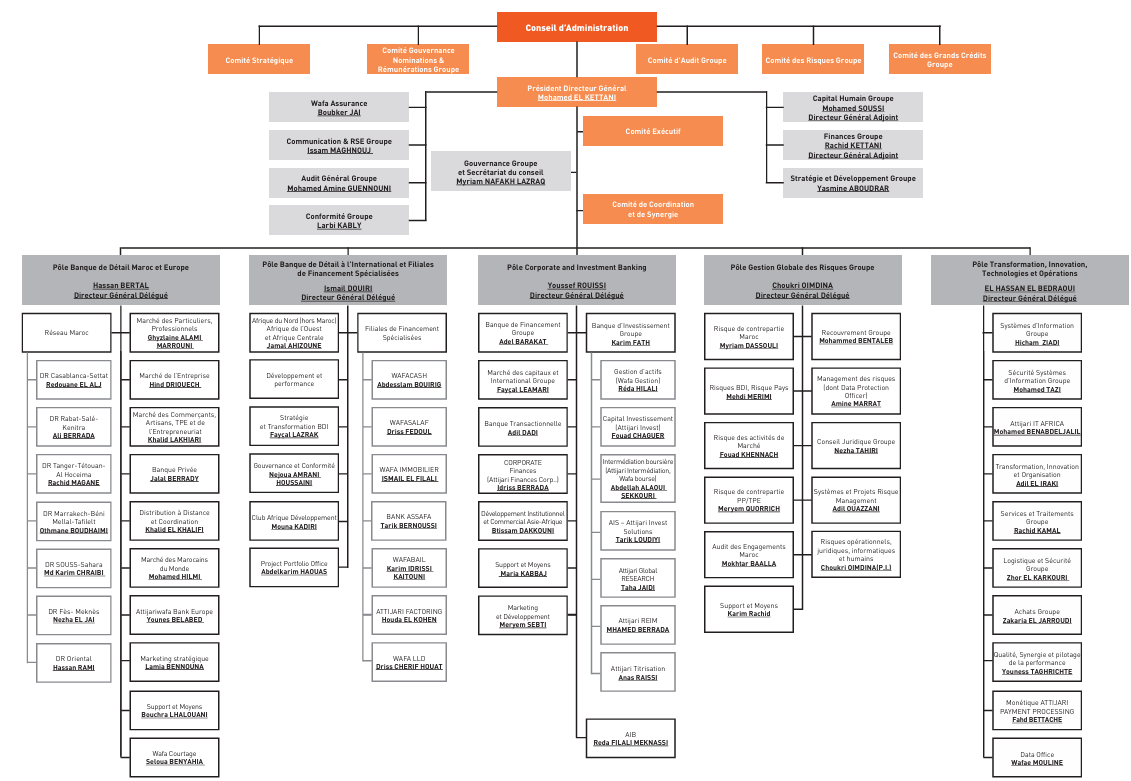 Conseil d'Administration
Comité Stratégique
Comité Gouvernance
Nominations &
Rémunérations Groupe
Comité d'Audit Groupe
Comité des Risques Groupe
Comité des Grands Crédits
Groupe
Président Directeur Général
Mohamed EL KETTANI
Wafa Assurance
Boubker JAI
Communication & RSE Groupe
Issam MAGHNOUJ
Audit Général Groupe
Mohamed Amine GUENNOUNI
Conformité Groupe
Larbi KABLY
Gouvernance Groupe
et Secrétariat du conseil
Myriam NAFAKH LAZRAQ
Comité Exécutif
Comité de Coordination
et de Synergie
Capital Humain Groupe
Mohamed SOUSSI
Directeur Général Adjoint
Finances Groupe
Rachid KETTANI
Directeur Général Adjoint
Stratégie et Développement Groupe
Yasmine ABOUDRAR
Pôle Banque de Détail Maroc et Europe
Hassan BERTAL
Directeur Général Délégué
Réseau Maroc
DR Casablanca-Settat
Redouane EL ALJ
DR Rabat-Salé-
Kenitra
Ali BERRADA
DR Tanger-Tétouan-
Al Hoceima
Rachid MAGANE
DR Marrakech-Béni
Mellal-Tafilelt
Othmane BOUDHAIMI
DR SOUSS-Sahara
Md Karim CHRAIBI
DR Fès- Meknès
Nezha EL JAI
DR Oriental
Hassan RAMI
Marché des Particuliers,
Professionnels
Ghyzlaine ALAMI
MARROUNI
Marché de l'Entreprise
Hind DRIOUECH
Marché des Commerçants,
Artisans, TPE et de
l'Entrepreneuriat
Khalid LAKHIARI
Banque Privée
Jalal BERRADY
Distribution à Distance
et Coordination
Khalid EL KHALIFI
Marché des Marocains
du Monde
Mohamed HILMI
Attijariwafa Bank Europe
Younes BELABED
Marketing stratégique
Lamia BENNOUNA
Support et Moyens
Bouchra LHALOUANI
Wafa Courtage
Seloua BENYAHIA
Pôle Banque de Détail à l'International et Filiales
de Financement Spécialisées
Ismail DOUIRI
Directeur Général Délégué
Afrique du Nord (hors Maroc)
Afrique de l'Ouest
et Afrique Centrale
Jamal AHIZOUNE
Développement et
performance
Stratégie
et Transformation BDI
Fayçal LAZRAK
Gouvernance et Conformité
Nejoua AMRANI
HOUSSAINI
Club Afrique Développement
Mouna KADIRI
Project Portfolio Office
Abdelkarim HAOUAS
Filiales de Financement
Spécialisées
WAFACASH
Abdesslam BOUIRIG
WAFASALAF
Driss FEDOUL
WAFA IMMOBILIER
ISMAIL EL FILALI
BANK ASSAFA
Tarik BERNOUSSI
WAFABAIL
Karim IDRISSI
KAITOUNI
ATTIJARI FACTORING
Houda EL KOHEN
WAFA LLD
Driss CHERIF HOUAT
Pôle Corporate and Investment Banking
Youssef ROUISSI
Directeur Général Délégué
Banque de Financement
Groupe
Adel BARAKAT
Marché des capitaux et
International Groupe
Fayçal LEAMARI
Banque Transactionnelle
Adil DADI
CORPORATE
Finances
(Attijari Finances Corp..)
Idriss BERRADA
Développement Institutionnel
et Commercial Asie-Afrique
Btissam DAKKOUNI
Support et Moyens
Maria KABBAJ
Marketing
et Développement
Meryem SEBTI
Banque d'Investissement
Groupe
Karim FATH
Gestion d'actifs
(Wafa Gestion)
Réda HILALI
Capital Investissement
(Attijari Invest)
Fouad CHAGUER
Intermédiation boursière
(Attijari Intermédiation,
Wafa bourse)
Abdellah ALAOUI
SEKKOURI
AIS – Attijari Invest
Solutions
Tarik LOUDIYI
Attijari Global
RESEARCH
Taha JAIDI
Attijari REIM
MHAMED BERRADA
Attijari Titrisation
Anas RAISSI
AIB
Reda FILALI MEKNASSI
Pôle Gestion Globale des Risques Groupe
Choukri OIMDINA
Directeur Général Délégué
Risque de contrepartie
Maroc
Myriam DASSOULI
Risques BDI, Risque Pays
Mehdi MERIMI
Risque des activités de
Marché
Fouad KHENNACH
Risque de contrepartie
PP/TPE
Meryem QUORRICH
Audit des Engagements
Maroc
Mokhtar BAALLA
Support et Moyens
Karim Rachid
Recouvrement Groupe
Mohammed BENTALEB
Management des risques
(dont Data Protection
Officer)
Amine MARRAT
Conseil Juridique Groupe
Nezha TAHIRI
Systèmes et Projets Risque
Management
Adil OUAZZANI
Risques opérationnels,
juridiques, informatiques
et humains
Choukri OIMDINA(P.I.)
Pôle Transformation, Innovation,
Technologies et Opérations
EL HASSAN EL BEDRAOUI
Directeur Général Délégué
Systèmes d'Information
Groupe
Hicham ZIADI
Sécurité Systèmes
d'Information Groupe
Mohamed TAZI
Attijari IT AFRICA
Mohamed BENABDELJALIL
Transformation, Innovation
et Organisation
Adil EL IRAKI
Services et Traitements
Groupe
Rachid KAMAL
Logistique et Sécurité
Groupe
Zhor EL KARKOURI
Achats Groupe
Zakaria EL JARROUDI
Qualité, Synergie et pilotage
de la performance
Youness TAGHRICHTE
Monétique ATTIJARI
PAYMENT PROCESSING
Fahd BETTACHE
Data Office
Wafae MOULINE